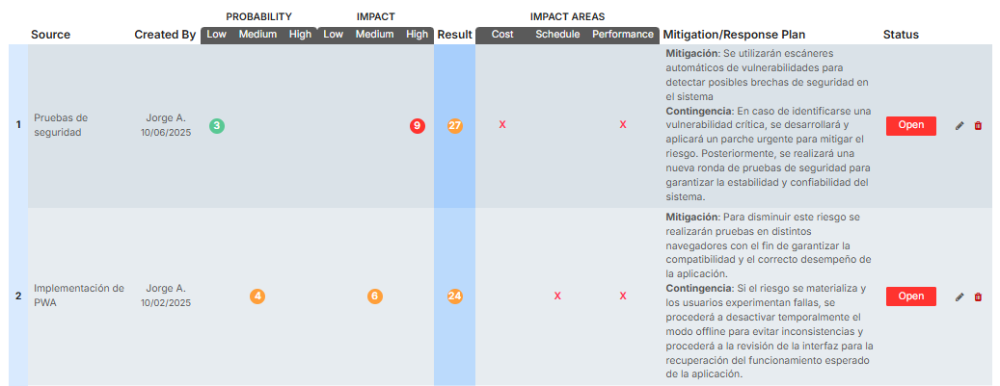 PROBABILITY IMPACT IMPACT AREAS
Source Created By Low Medium High Low Medium High Result Cost Schedule Performance Mitigation/Response Plan Status
1
Pruebas de
seguridad
Jorge A.
10/06/2025
3
9
27
X
X
Mitigación: Se utilizarán escáneres
automáticos de vulnerabilidades para
detectar posibles brechas de seguridad en
el sistema
Contingencia: En caso de identificarse una
vulnerabilidad crítica, se desarrollará y
aplicará un parche urgente para mitigar el
riesgo. Posteriormente, se realizará una
nueva ronda de pruebas de seguridad para
garantizar la estabilidad y confiabilidad del
sistema.
Open
2
Implementación de
PWA
Jorge A.
10/02/2025
4
6
24
X
X
Mitigación: Para disminuir este riesgo se
realizarán pruebas en distintos
navegadores con el fin de garantizar la
compatibilidad y el correcto desempeño de
la aplicación.
Contingencia: Si el riesgo se materializa y
los usuarios experimentan fallas, se
procederá a desactivar temporalmente el
modo offline para evitar inconsistencias y
procederá a la revisión de la interfaz para la
recuperación del funcionamiento esperado
de la aplicación.
Open